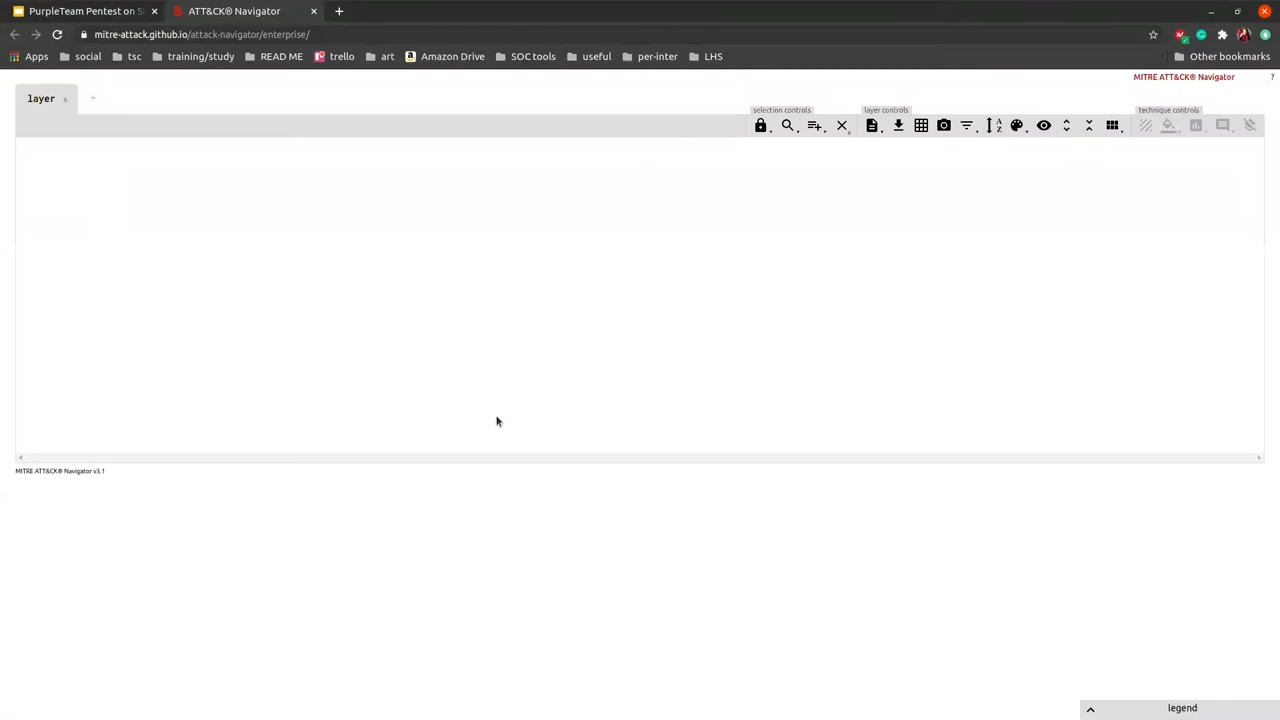 PurpleTeam Pentest on S
ATT&CK® Navigator
mitre-attack.github.io/attack-navigator/enterprise/
Apps social tsc training/study READ ME trello art Amazon Drive SOC tools useful per-inter LHS Other bookmarks
MITRE ATT&CK® Navigator ?
layer x +
selection controls layer controls technique controls
MITRE ATT&CK® Navigator v3.1
legend